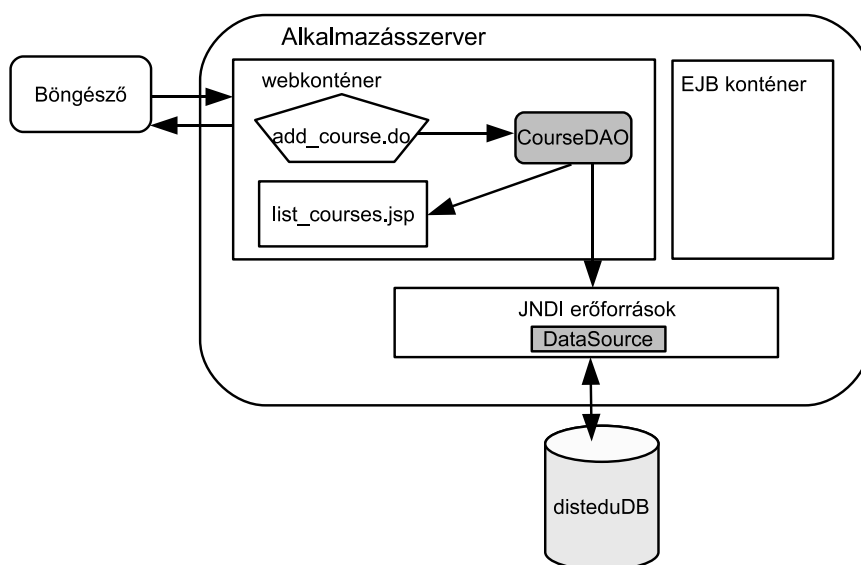 Alkalmazásszerver
Böngésző
webkonténer
EJB konténer
add_course.do
CourseDAO
list_courses.jsp
JNDI erőforrások
DataSource
disteduDB